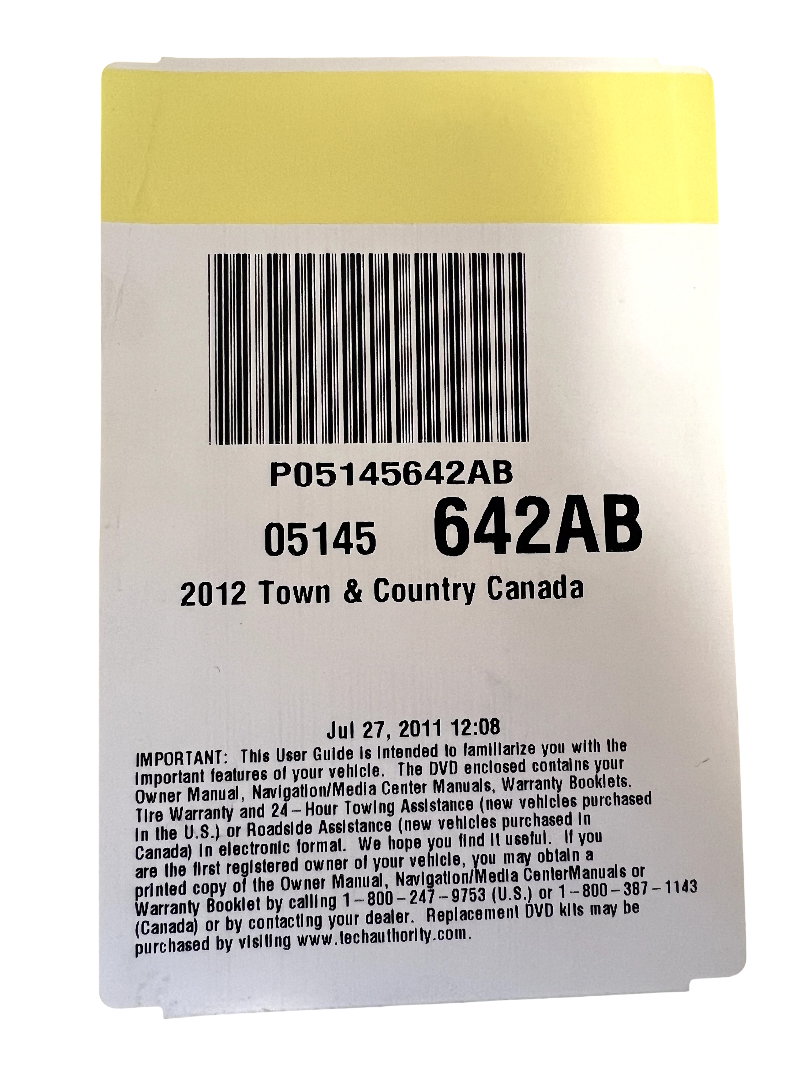 P05145642AB
05145 642AB
2012 Town & Country Canada
Jul 27, 2011 12:08
IMPORTANT: This User Guide is intended to familiarize you with the
important features of your vehicle. The DVD enclosed contains your
Owner Manual, Navigation/Media Center Manuals, Warranty Booklets.
Tire Warranty and 24-Hour Towing Assistance (new vehicles purchased
in the U.S.) or Roadside Assistance (new vehicles purchased in
Canada) in electronic format. We hope you find it useful. If you
are the first registered owner of your vehicle, you may obtain a
printed copy of the Owner Manual, Navigation/Media CenterManuals or
Warranty Booklet by calling 1-800-247-9753 (U.S.) or 1-800-387-1143
(Canada) or by contacting your dealer. Replacement DVD kits may be
purchased by visiting www.techauthority.com.